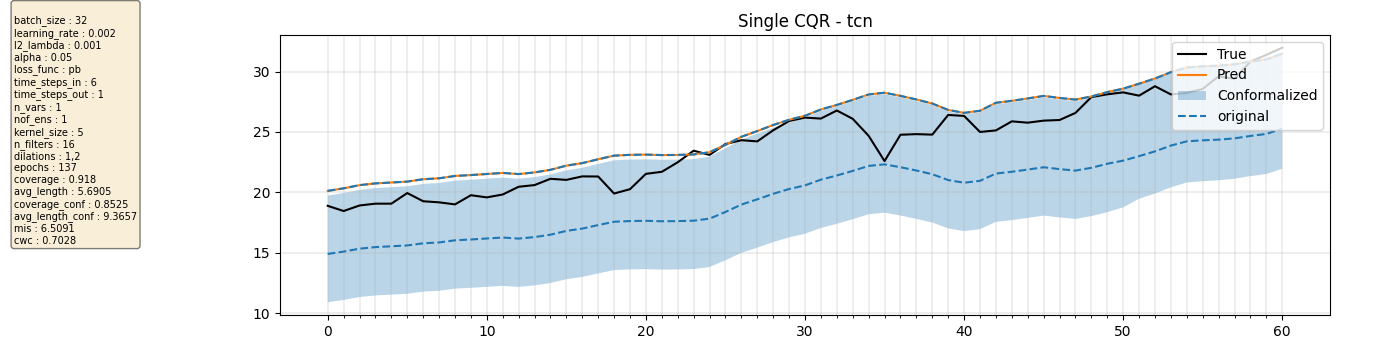 batch_size : 32
learning_rate : 0.002
l2_lambda : 0.001
alpha : 0.05
loss_func : pb
time_steps_in : 6
time_steps_out : 1
n_vars : 1
nof_ens : 1
kernel_size : 5
n_filters : 16
dilations : 1,2
epochs : 137
coverage : 0.918
avg_length : 5.6905
coverage_conf : 0.8525
avg_length_conf : 9.3657
mis : 6.5091
cwc : 0.7028
Single CQR - tcn
True
Pred
Conformalized
original
30
25
20
15
10
0 10 20 30 40 50 60